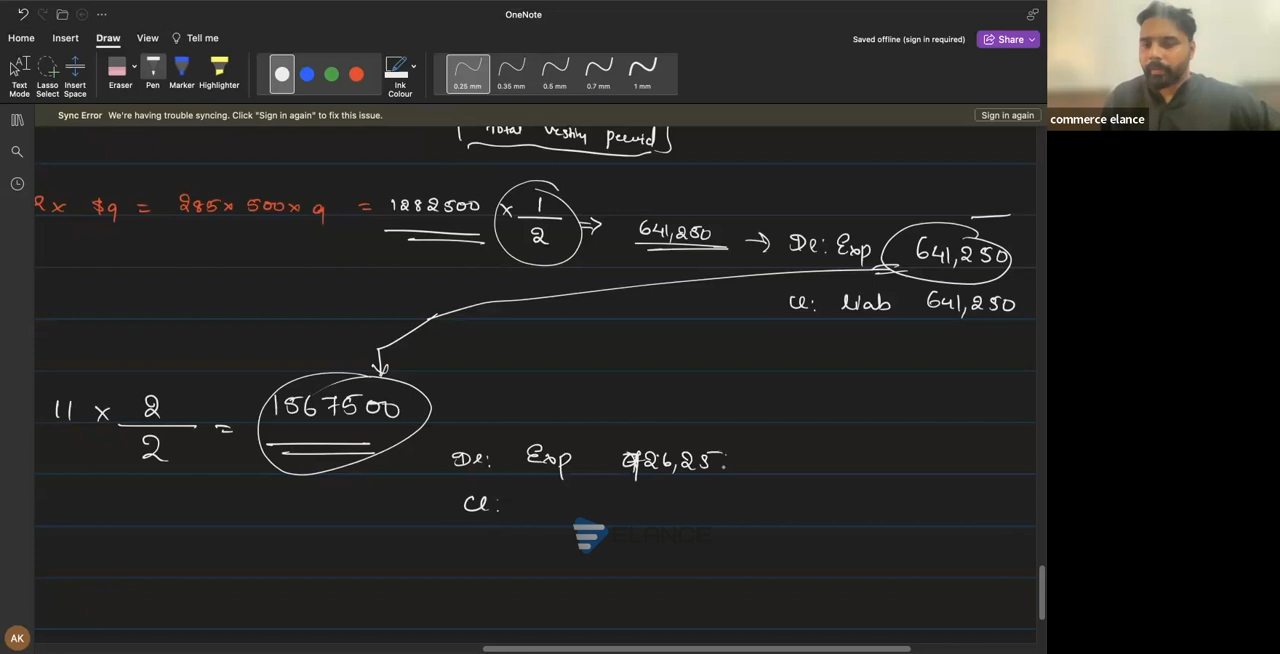 OneNote
Home Insert Draw View Tell me
Saved offline (sign in required) Share
Text Mode
Lasso Select
Insert Space
Eraser
Pen
Marker
Highlighter
0.25 mm 0.35 mm 0.5 mm 0.7 mm 1 mm
Ink Colour
commerce elance
Sync Error We're having trouble syncing. Click "Sign in again" to fix this issue. Sign in again
Total vesting period
x $9 = 285 x 500 x 9 = 1282500 x 1/2 ⇒ 641,250 → De: Exp 641,250
Cr: liab 641,250
11 x 2/2 = 1567500
De: Exp 926,25
Cr:
ELANCE
AK